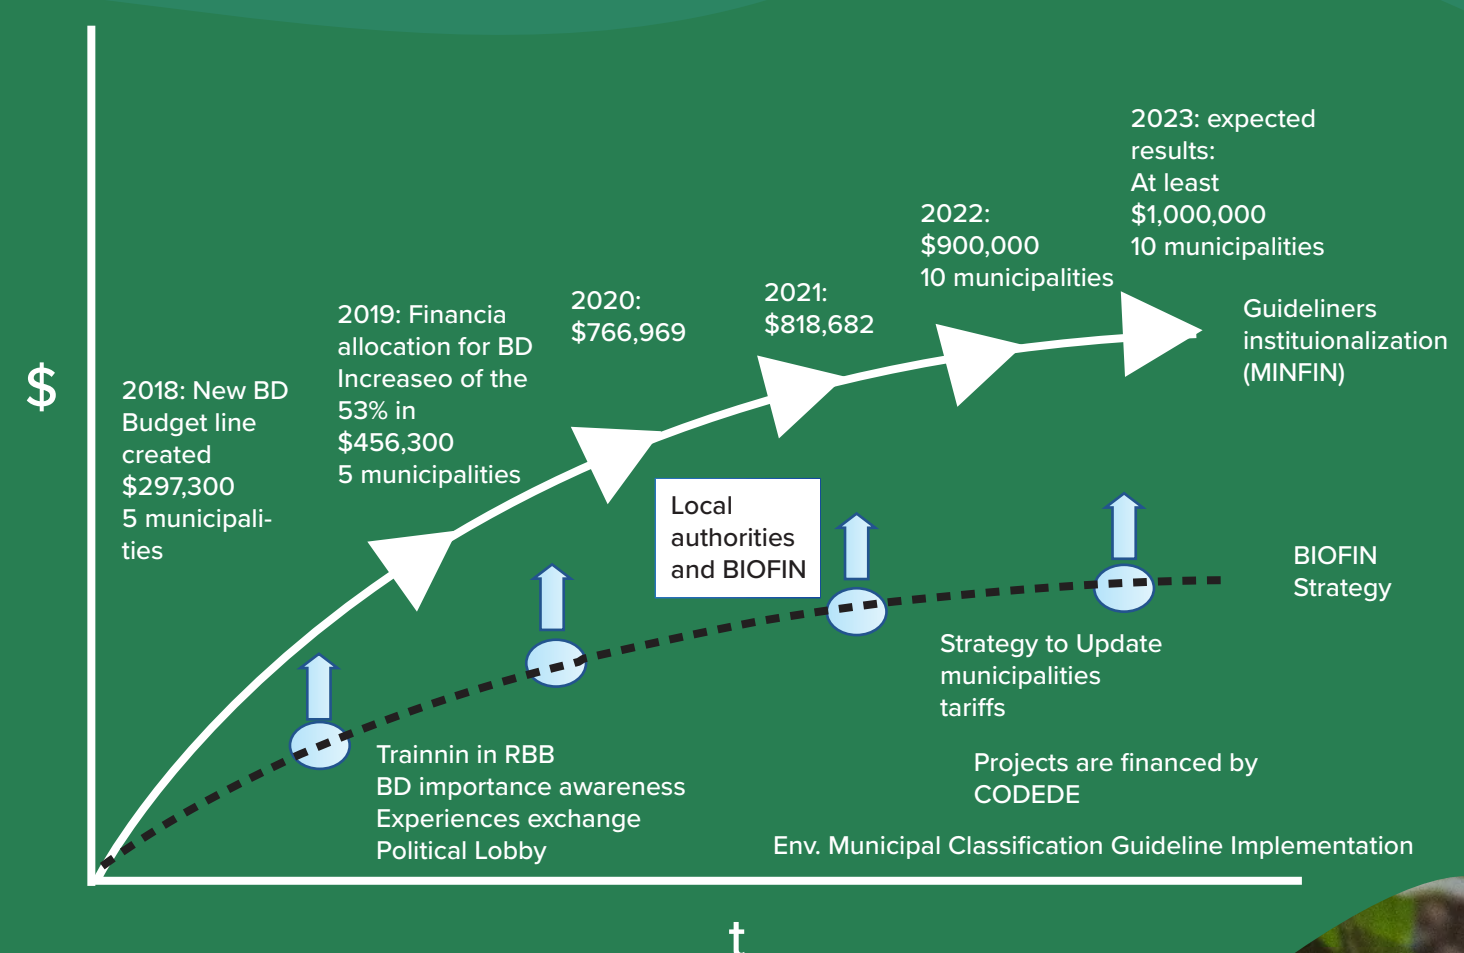 2023: expected
results:
At least
$1,000,000
10 municipalities
2022:
$900,000
10 municipalities
2021:
$818,682
2020:
$766,969
2019: Financia
allocation for BD
Increaseo of the
53% in
$456,300
5 municipalities
2018: New BD
Budget line
created
$297,300
5 municipali-
ties
$
Guideliners
instituionalization
(MINFIN)
Local
authorities
and BIOFIN
BIOFIN
Strategy
Strategy to Update
municipalities
tariffs
Trainnin in RBB
BD importance awareness
Experiences exchange
Political Lobby
Projects are financed by
CODEDE
Env. Municipal Classification Guideline Implementation
t